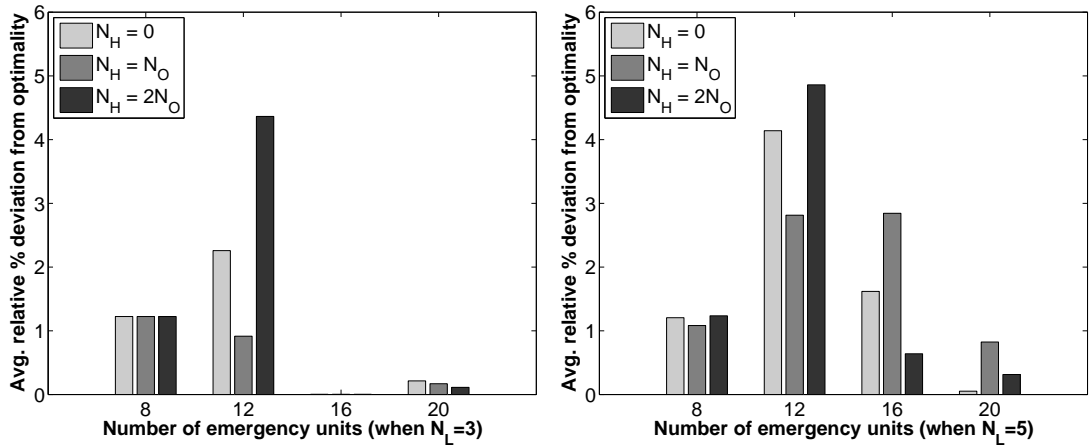 Avg. relative % deviation from optimality
6
5
4
3
2
1
0
N_H = 0
N_H = N_O
N_H = 2N_O
8 12 16 20
Number of emergency units (when N_L=3)
Avg. relative % deviation from optimality
6
5
4
3
2
1
0
N_H = 0
N_H = N_O
N_H = 2N_O
8 12 16 20
Number of emergency units (when N_L=5)